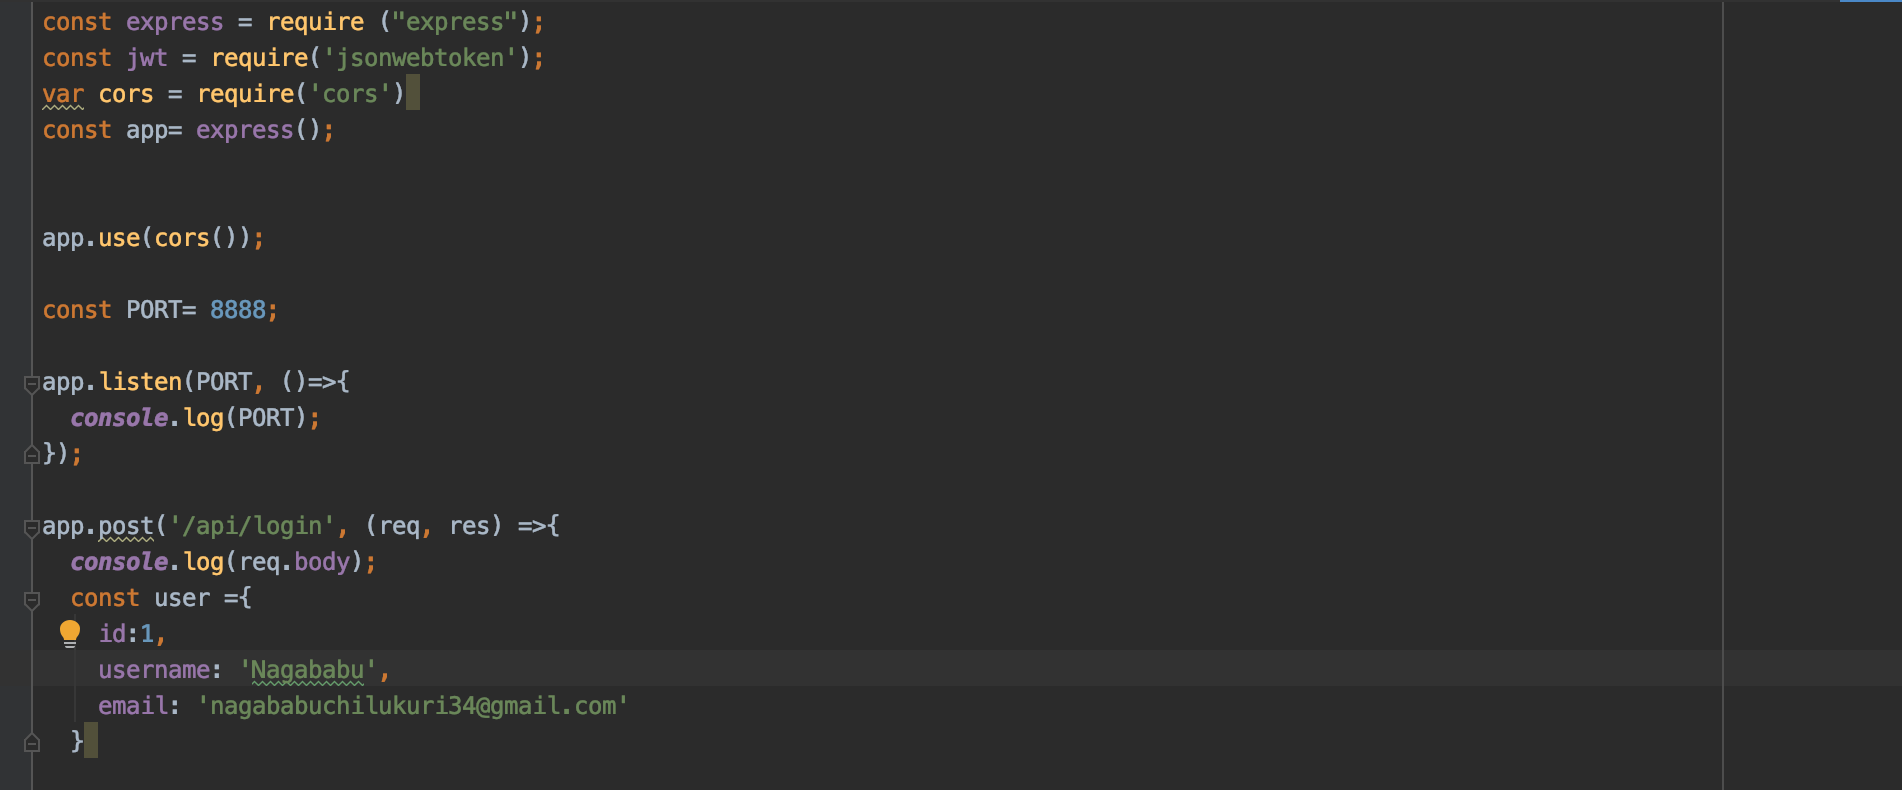 const express = require ("express");
const jwt = require('jsonwebtoken');
var cors = require('cors')
const app= express();
app.use(cors());
const PORT= 8888;
app.listen(PORT, ()=>{
console.log(PORT);
});
app.post('/api/login', (req, res) =>{
console.log(req.body);
const user ={
id:1,
username: 'Nagababu',
email: 'nagababuchilukuri34@gmail.com'
}